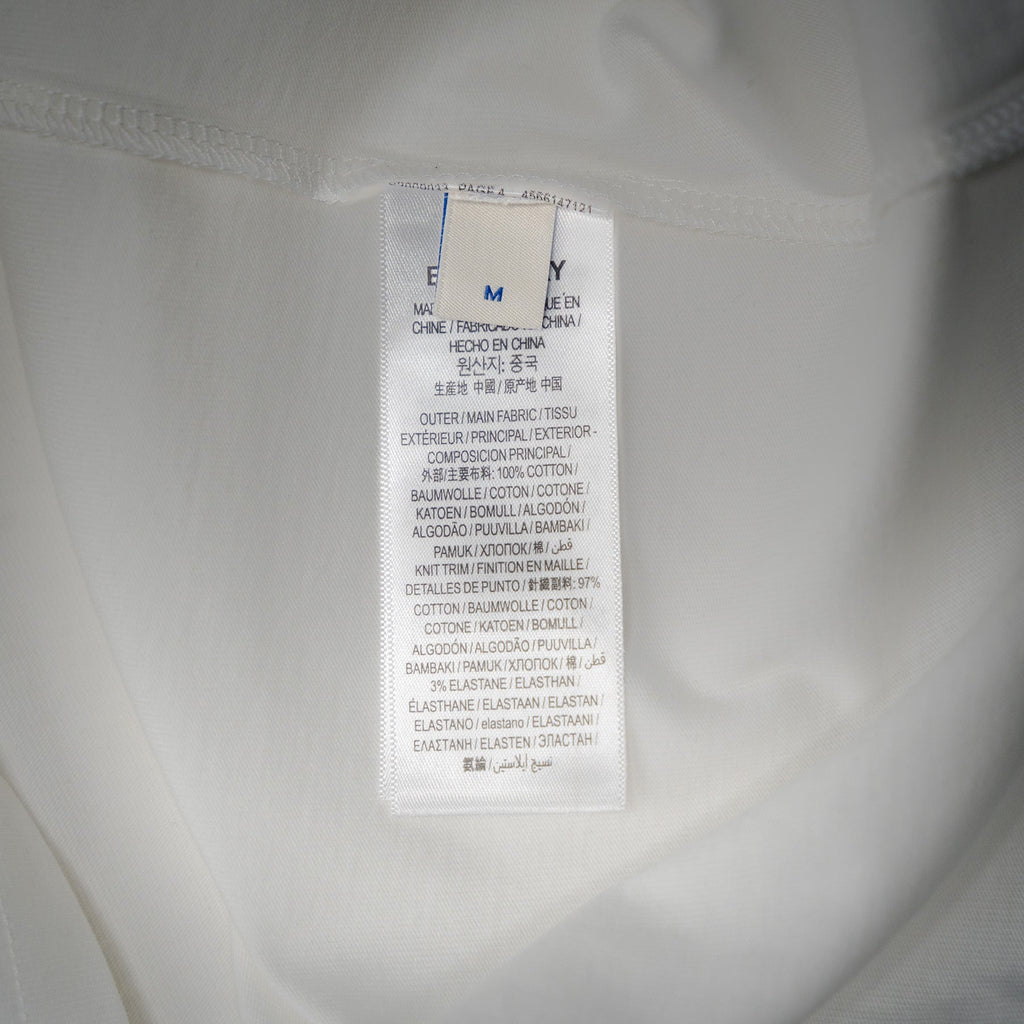 PAGE 4 4566147121
M
UE EN
CHINE / FABRICADO CHINA /
HECHO EN CHINA
원산지: 중국
生産地 中國 / 原产地 中国
OUTER / MAIN FABRIC / TISSU
EXTÉRIEUR / PRINCIPAL / EXTERIOR -
COMPOSICION PRINCIPAL /
外部/主要布料: 100% COTTON /
BAUMWOLLE / COTON / COTONE /
KATOEN / BOMULL / ALGODÓN /
ALGODÃO / PUUVILLA / BAMBAKI /
PAMUK / ХЛОПОК / 棉 / قطن
KNIT TRIM / FINITION EN MAILLE /
DETALLES DE PUNTO / 針織副料: 97%
COTTON / BAUMWOLLE / COTON /
COTONE / KATOEN / BOMULL /
ALGODÓN / ALGODÃO / PUUVILLA /
BAMBAKI / PAMUK / ХЛОПОК / 棉 / قطن
3% ELASTANE / ELASTHAN /
ÉLASTHANE / ELASTAAN / ELASTAN /
ELASTANO / elastano / ELASTAANI /
ΕΛΑΣΤΑΝΗ / ELASTEN / ЭЛАСТАН /
氨綸 / نسيج إيلاستين